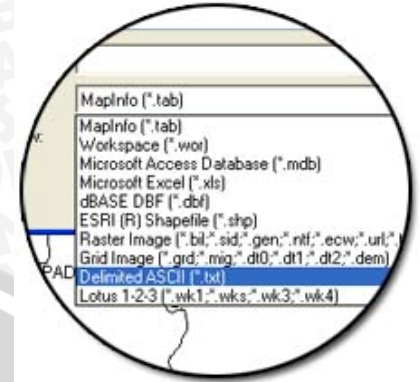 MapInfo (*.tab)
MapInfo (*.tab)
w:
Workspace (*.wor)
Microsoft Access Database (*.mdb)
Microsoft Excel (*.xls)
dBASE DBF (*.dbf)
ESRI (R) Shapefile (*.shp)
Raster Image (*.bil;*.sid;*.gen;*.ntf;*.ecw;*.url;*.t
Grid Image (*.grd;*.mig;*.dt0;*.dt1;*.dt2;*.dem)
PAD
Delimited ASCII (*.txt)
Lotus 1-2-3 (*.wk1;*.wks;*.wk3;*.wk4)